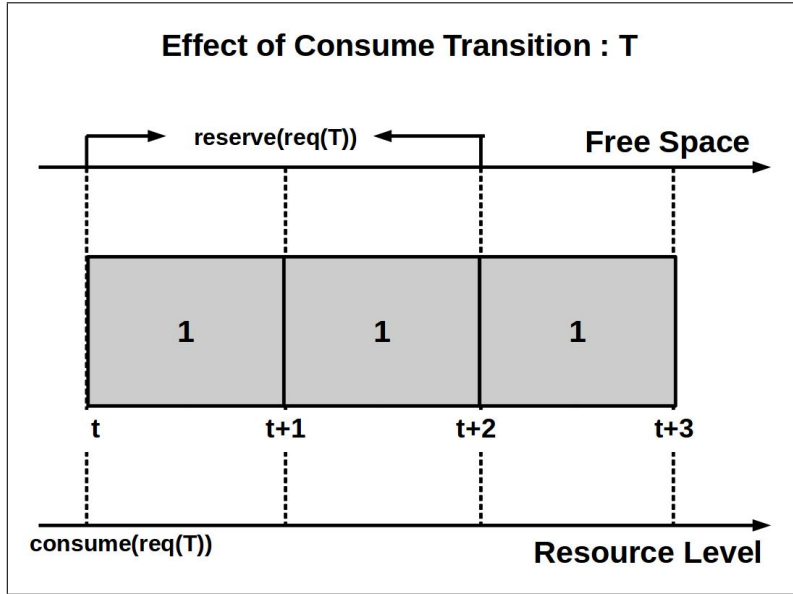 Effect of Consume Transition : T
reserve(req(T))
Free Space
1 1 1
t t+1 t+2 t+3
consume(req(T))
Resource Level